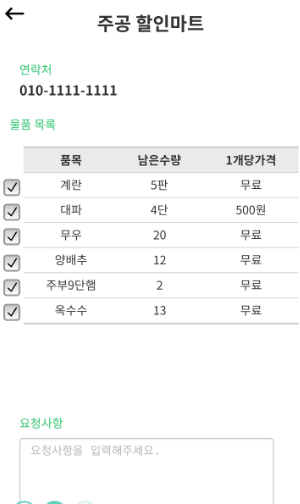 주공 할인마트
연락처
010-1111-1111
물품 목록
품목 남은수량 1개당가격
계란 5판 무료
대파 4단 500원
무우 20 무료
양배추 12 무료
주부9단햄 2 무료
옥수수 13 무료
요청사항
요청사항을 입력해주세요.